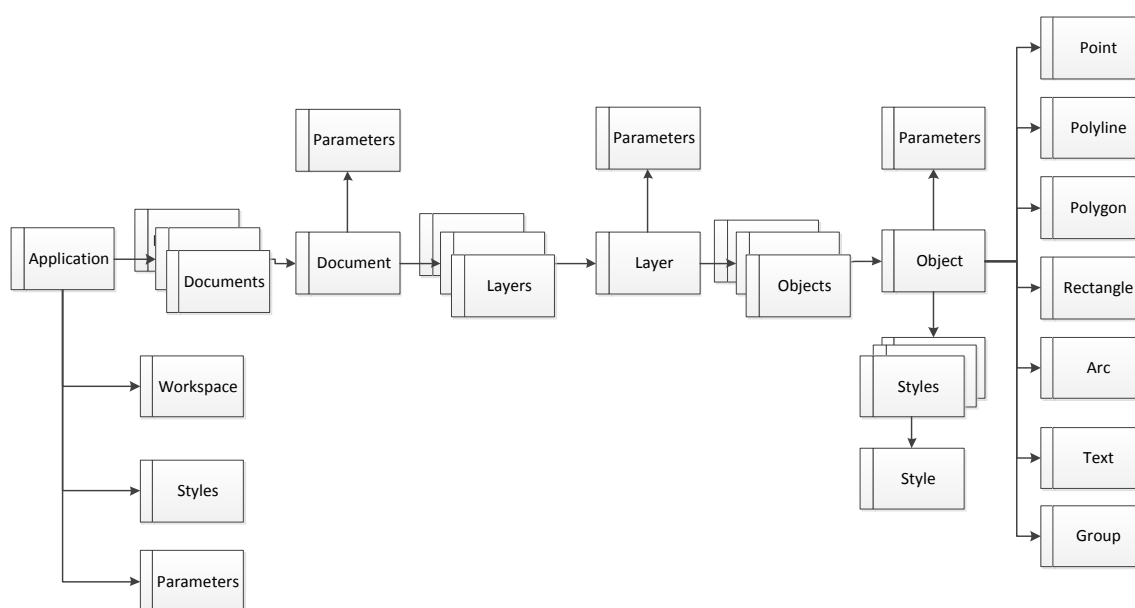 Point
Polyline
Parameters
Parameters
Parameters
Polygon
Application
Documents
Document
Layers
Layer
Objects
Object
Rectangle
Workspace
Styles
Arc
Styles
Style
Text
Parameters
Group